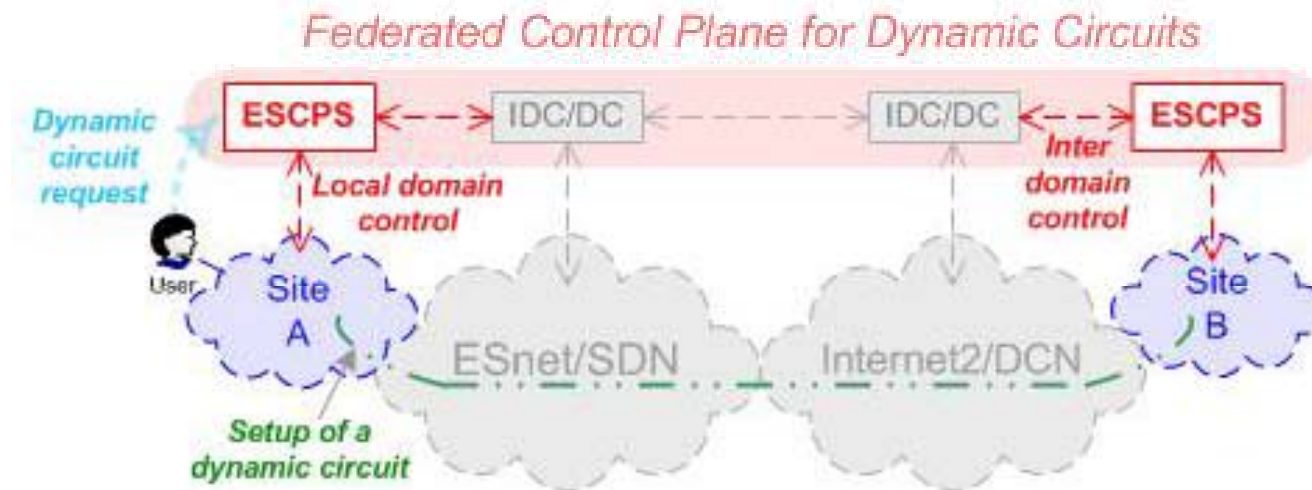 Federated Control Plane for Dynamic Circuits
Dynamic
circuit
request
ESCPS
IDC/DC
IDC/DC
ESCPS
Local domain
control
Inter
domain
control
User
Site
A
ESnet/SDN
Internet2/DCN
Site
B
Setup of a
dynamic circuit